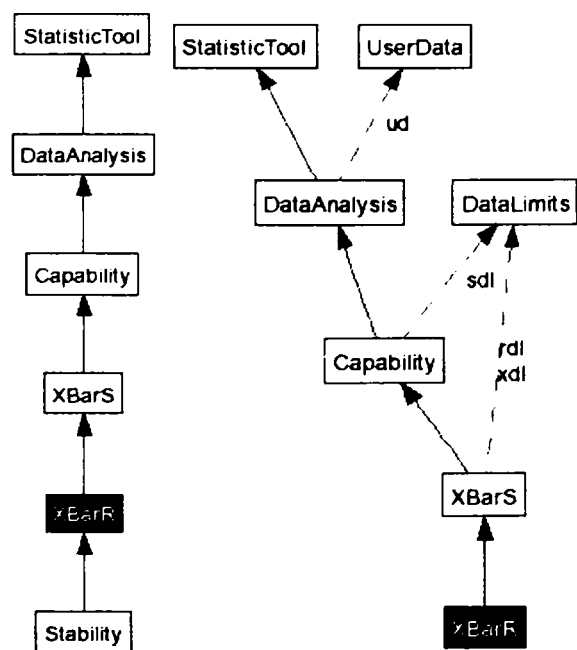 StatisticTool
DataAnalysis
Capability
XBarS
XBarR
Stability
StatisticTool
UserData
ud
DataAnalysis
DataLimits
sdl
Capability
rdl
xdl
XBarS
XBarR